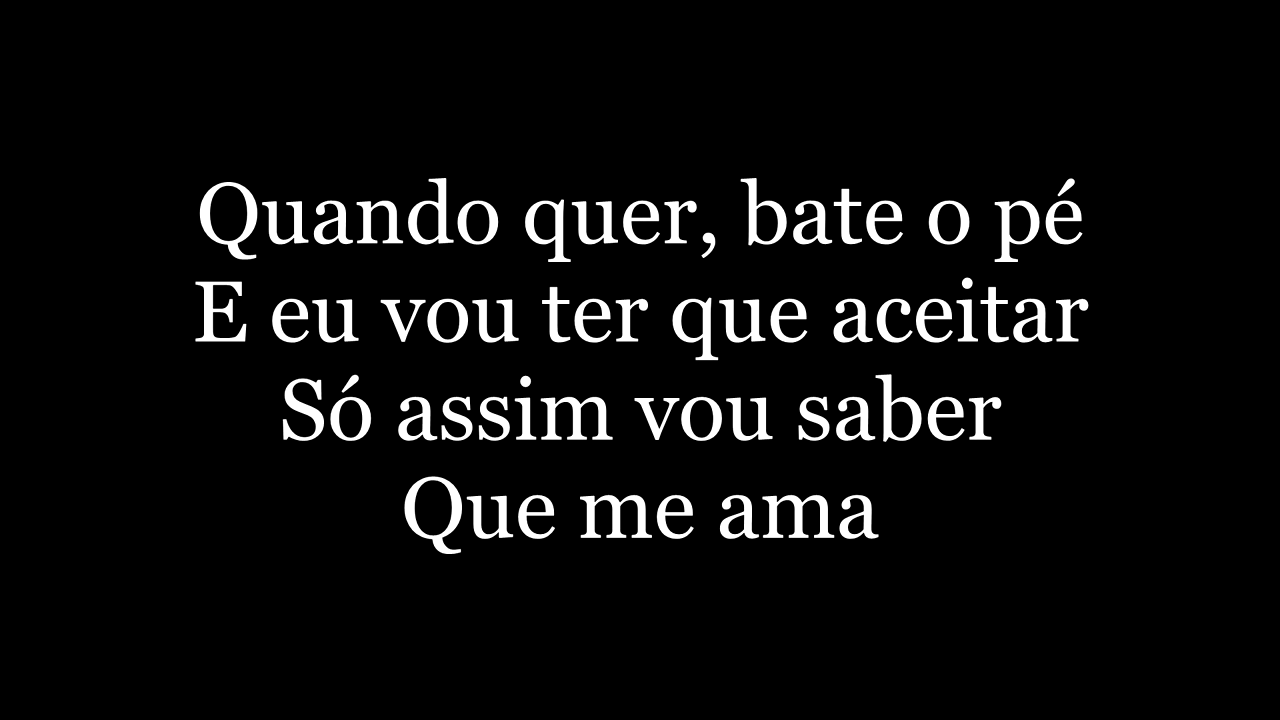 Quando quer, bate o pé
E eu vou ter que aceitar
Só assim vou saber
Que me ama